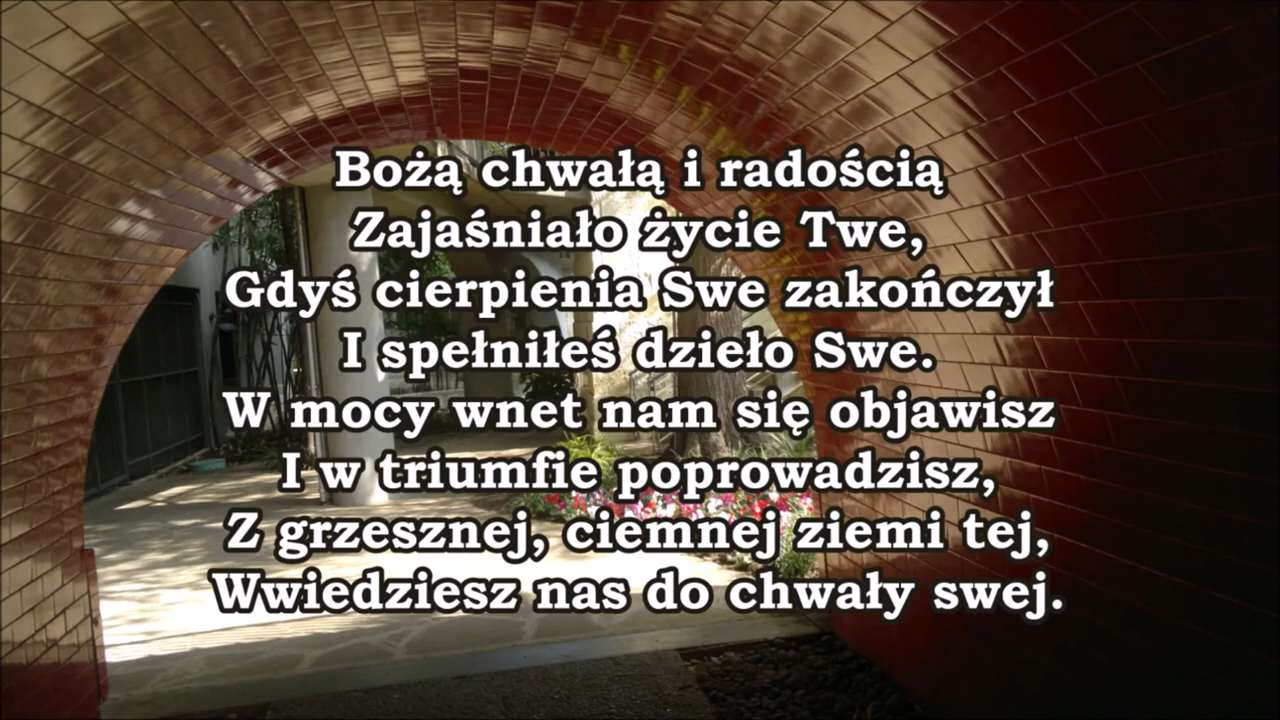 Bożą chwałą i radością
Zajaśniało życie Twe,
Gdyś cierpienia Swe zakończył
I spełniłeś dzieło Swe.
W mocy wnet nam się objawisz
I w triumfie poprowadzisz,
Z grzesznej, ciemnej ziemi tej,
Wwiedziesz nas do chwały swej.